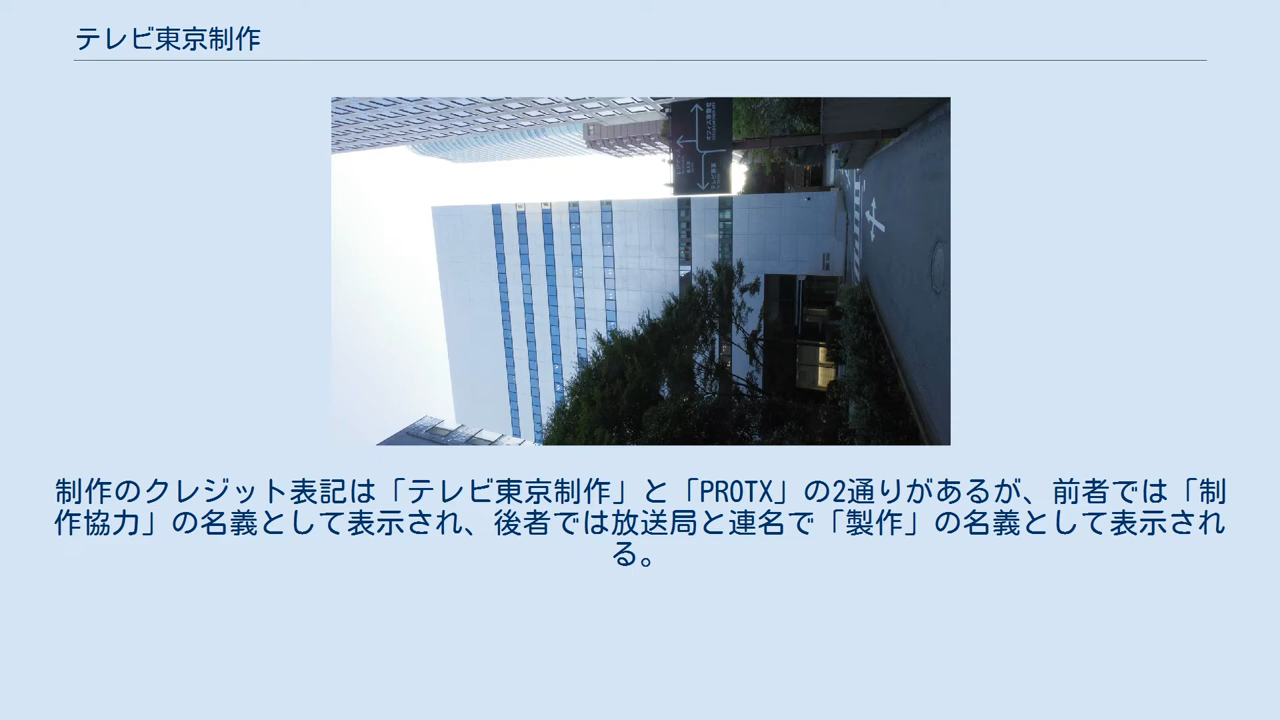 テレビ東京制作
制作のクレジット表記は「テレビ東京制作」と「PROTX」の2通りがあるが、前者では「制
作協力」の名義として表示され、後者では放送局と連名で「製作」の名義として表示され
る。